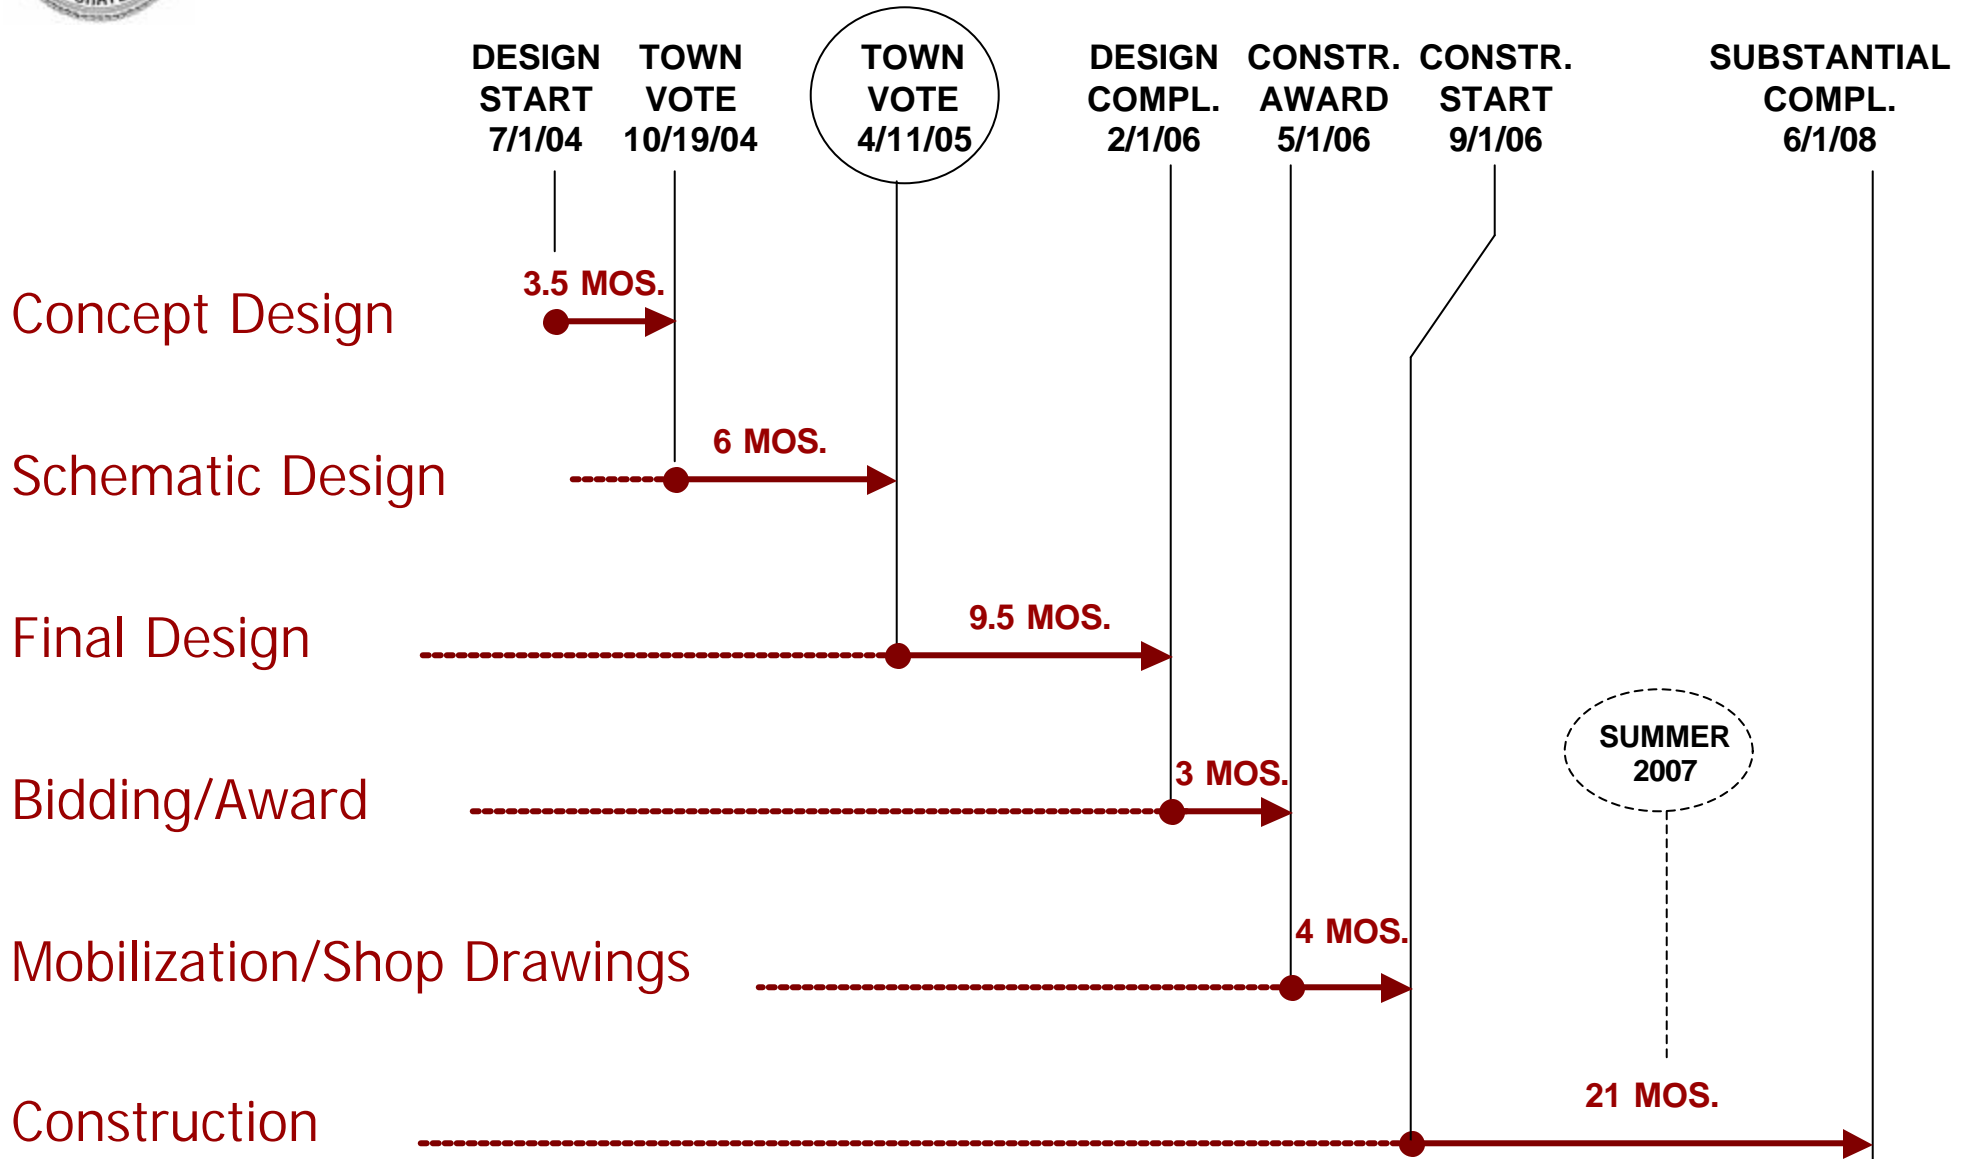 DESIGN START 7/1/04
TOWN VOTE 10/19/04
TOWN VOTE 4/11/05
DESIGN COMPL. 2/1/06
CONSTR. AWARD 5/1/06
CONSTR. START 9/1/06
SUBSTANTIAL COMPL. 6/1/08
Concept Design
3.5 MOS.
Schematic Design
6 MOS.
Final Design
9.5 MOS.
Bidding/Award
3 MOS.
SUMMER
2007
Mobilization/Shop Drawings
4 MOS.
Construction
21 MOS.